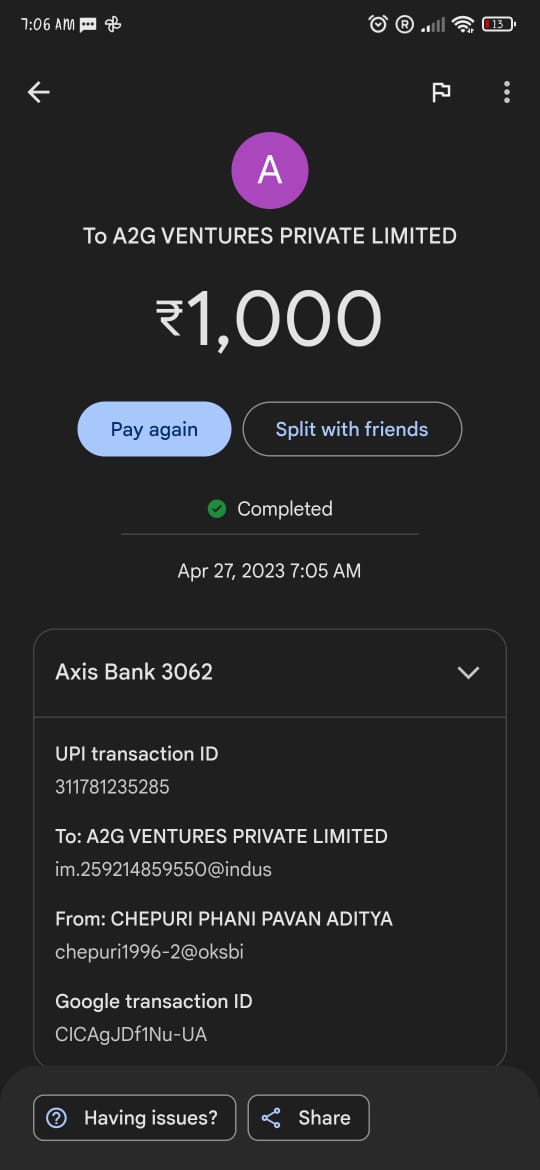 7:06 AM
R
13
A
To A2G VENTURES PRIVATE LIMITED
₹1,000
Pay again
Split with friends
Completed
Apr 27, 2023 7:05 AM
Axis Bank 3062
UPI transaction ID
311781235285
To: A2G VENTURES PRIVATE LIMITED
im.259214859550@indus
From: CHEPURI PHANI PAVAN ADITYA
chepuri1996-2@oksbi
Google transaction ID
CICAgJDf1Nu-UA
Having issues?
Share